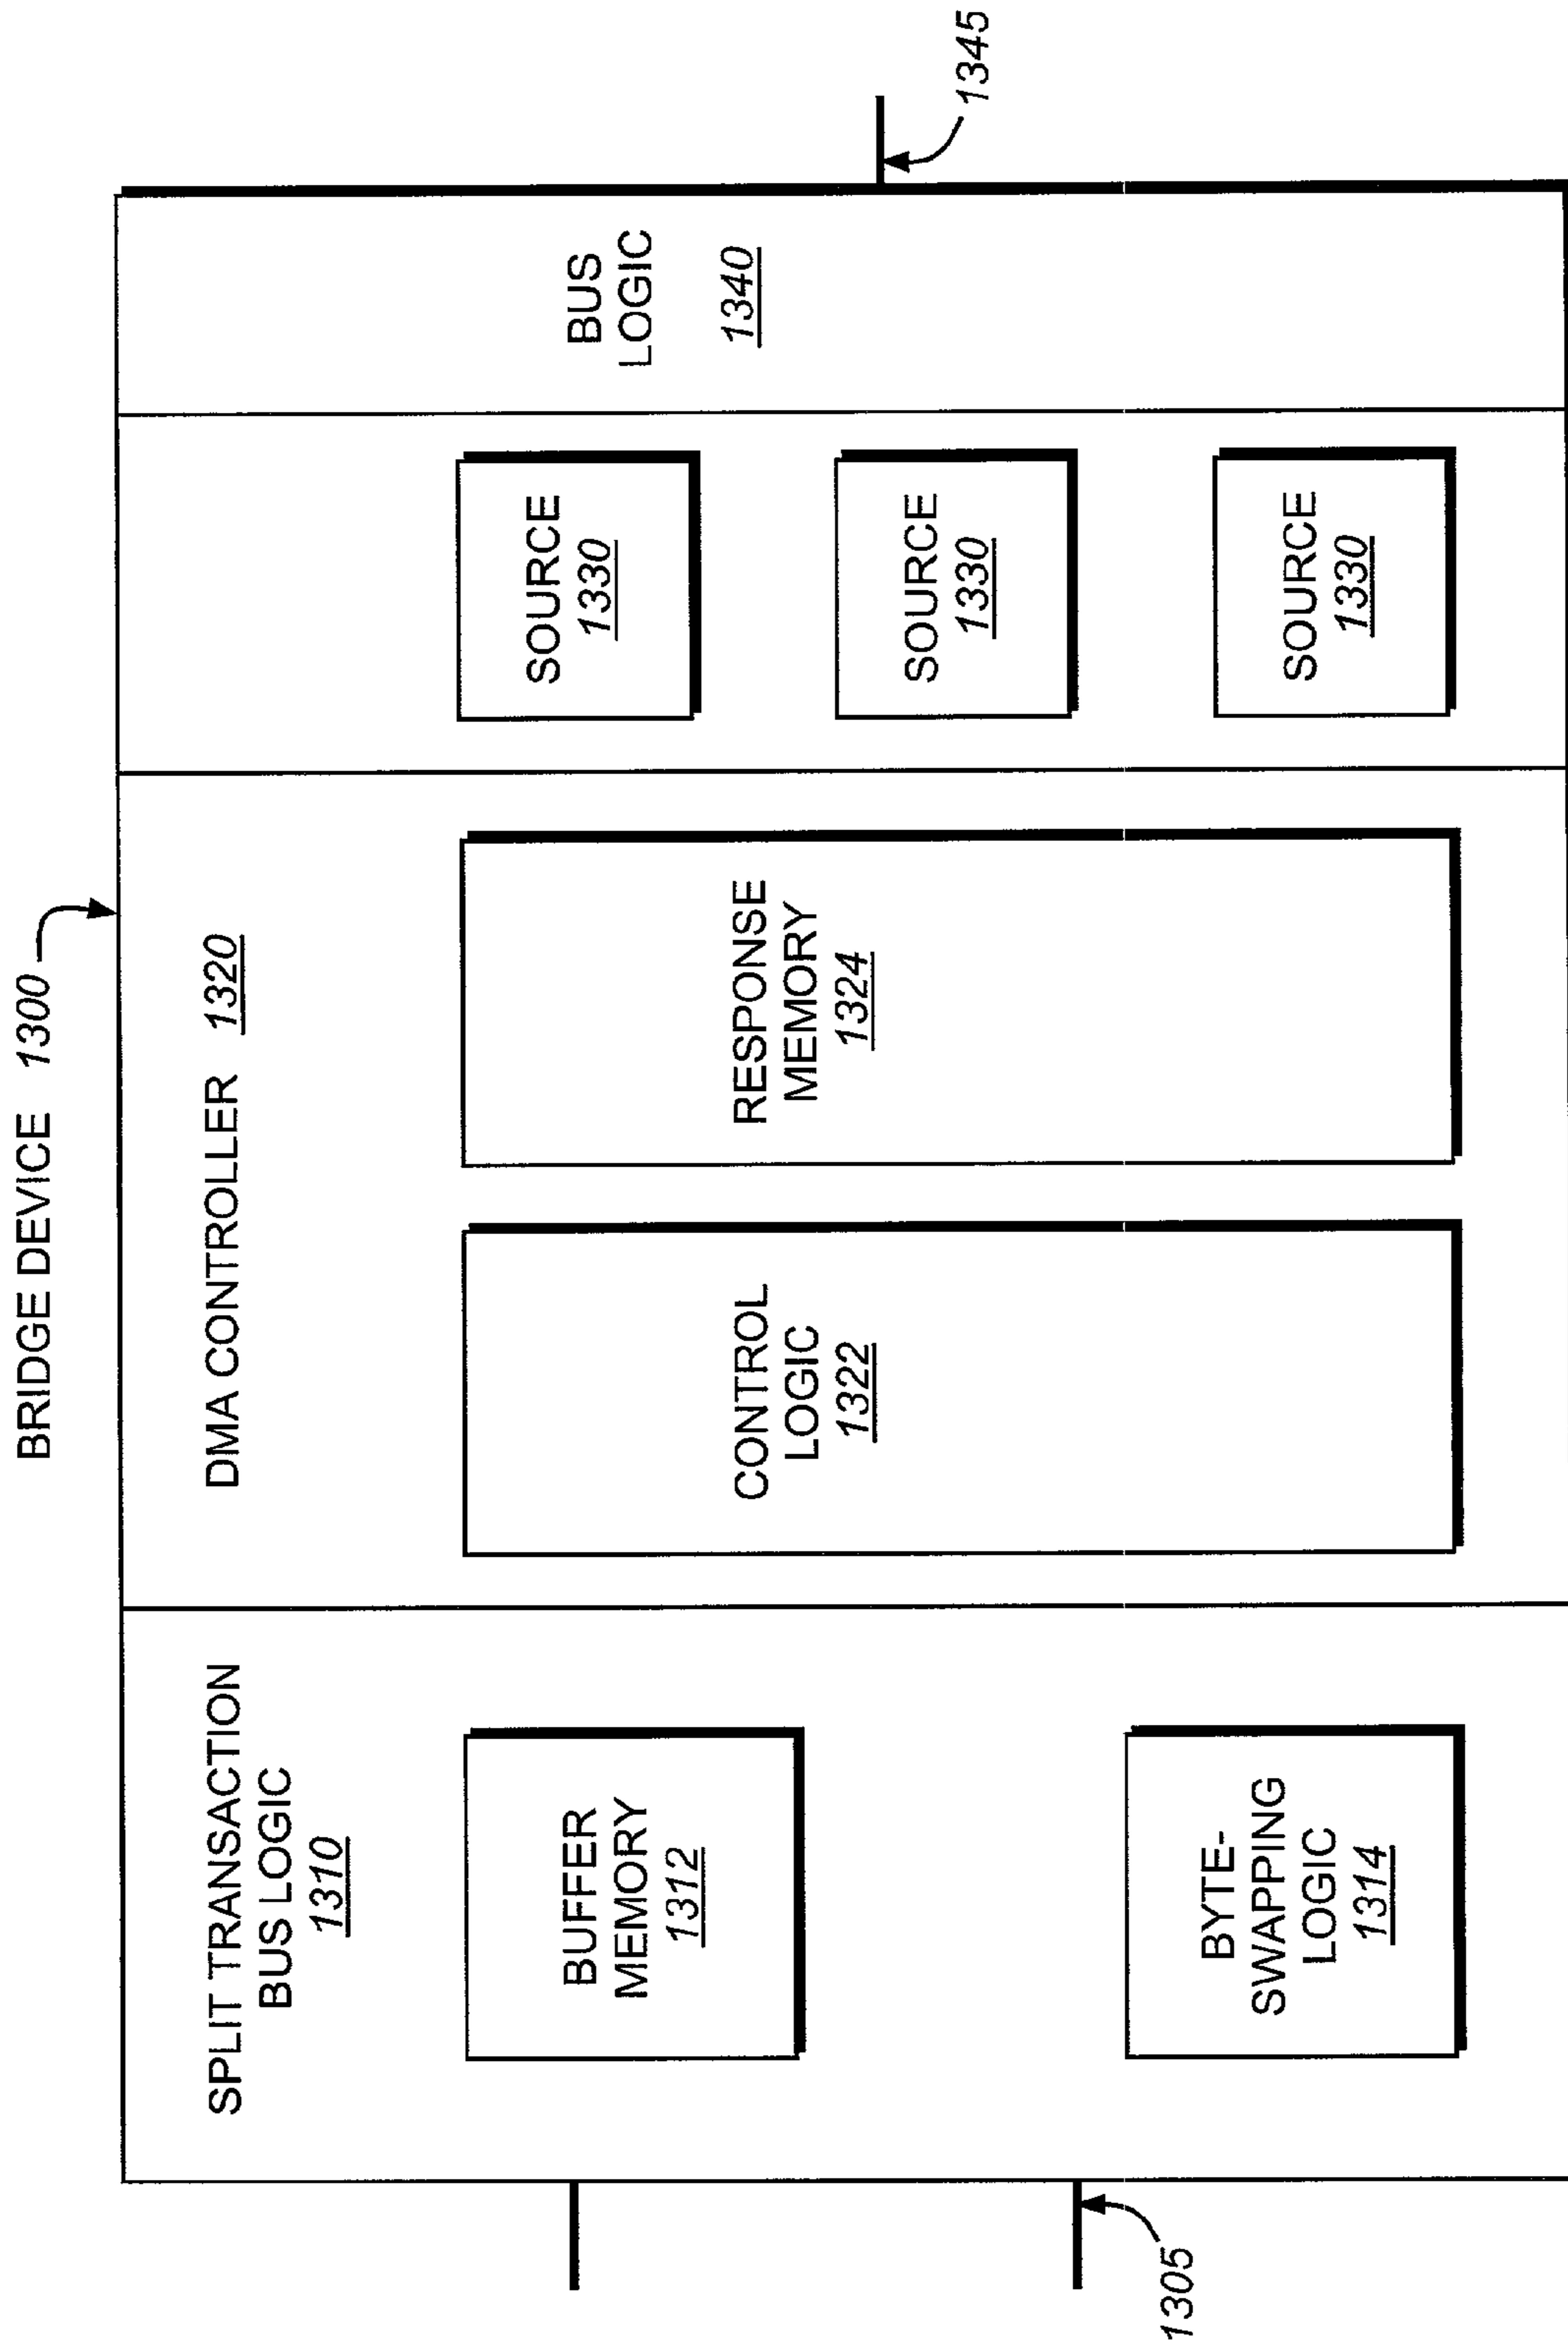 BRIDGE DEVICE 1300
SPLIT TRANSACTION
BUS LOGIC
1310
BUFFER
MEMORY
1312
BYTE-
SWAPPING
LOGIC
1314
1305
DMA CONTROLLER 1320
CONTROL
LOGIC
1322
RESPONSE
MEMORY
1324
SOURCE
1330
SOURCE
1330
SOURCE
1330
BUS
LOGIC
1340
1345